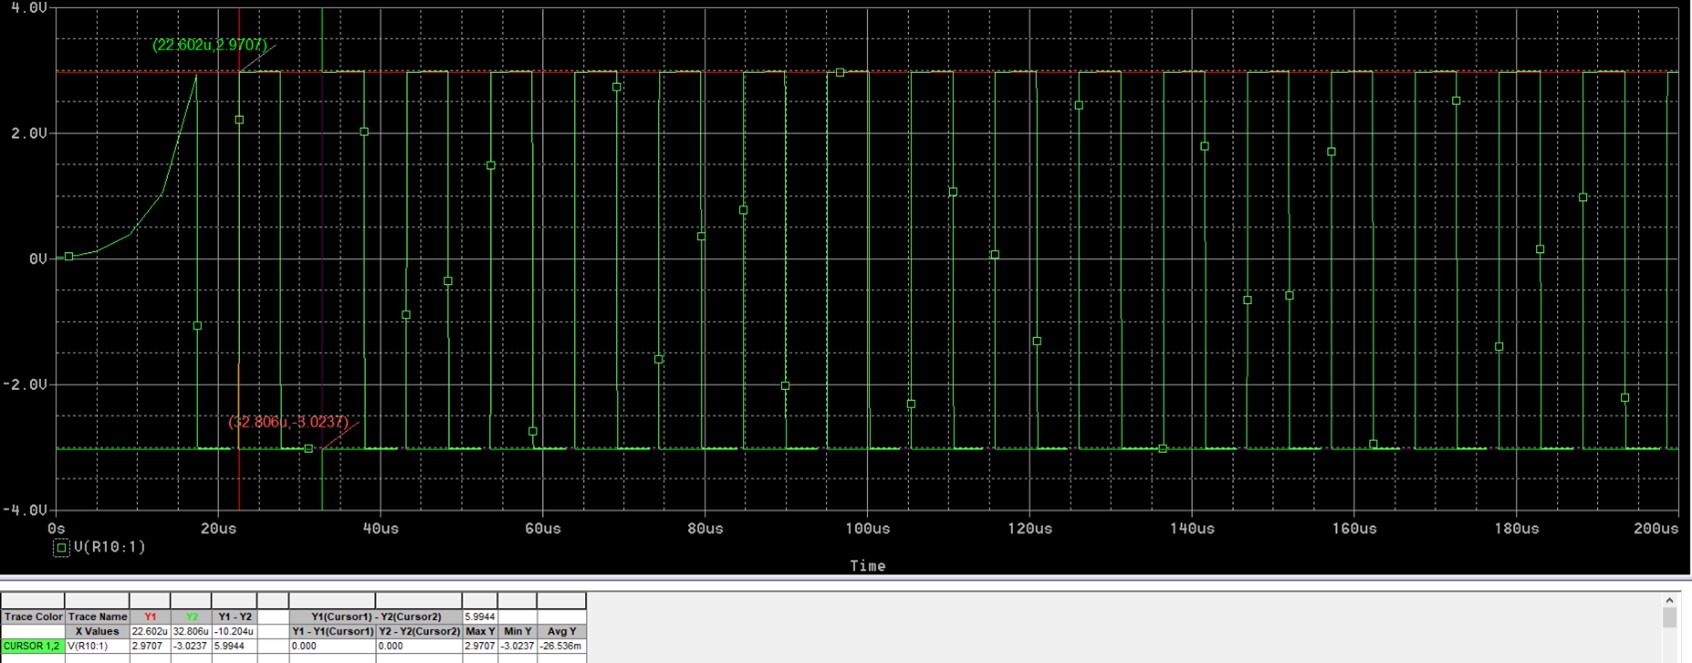 4.0V
(22.602u,2.9707)
2.0V
0V
-2.0V
(32.806u,-3.0237)
-4.0V
0s 20us 40us 60us 80us 100us 120us 140us 160us 180us 200us
V(R10:1)
Time
Trace Color Trace Name Y1 Y2 Y1 - Y2 Y1(Cursor1) - Y2(Cursor2) 5.9944
X Values 22.602u 32.806u -10.204u Y1 - Y1(Cursor1) Y2 - Y2(Cursor2) Max Y Min Y Avg Y
CURSOR 1,2 V(R10:1) 2.9707 -3.0237 5.9944 0.000 0.000 2.9707 -3.0237 -26.536m